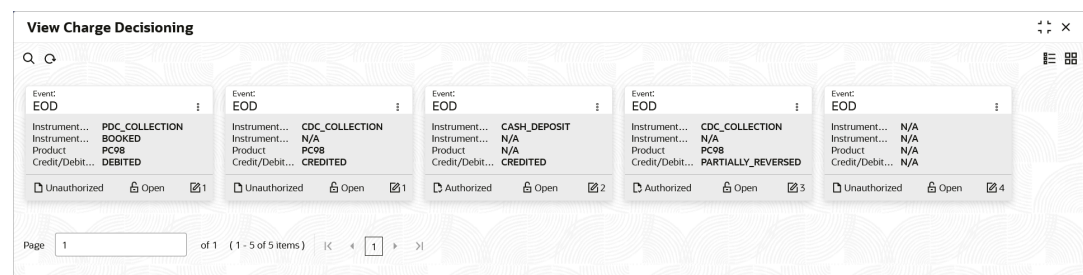 View Charge Decisioning
Event:
EOD
Instrument... PDC_COLLECTION
Instrument... BOOKED
Product PC98
Credit/Debit... DEBITED
Unauthorized Open 1
Event:
EOD
Instrument... CDC_COLLECTION
Instrument... N/A
Product PC98
Credit/Debit... CREDITED
Unauthorized Open 1
Event:
EOD
Instrument... CASH_DEPOSIT
Instrument... N/A
Product N/A
Credit/Debit... CREDITED
Authorized Open 2
Event:
EOD
Instrument... CDC_COLLECTION
Instrument... N/A
Product PC98
Credit/Debit... PARTIALLY_REVERSED
Authorized Open 3
Event:
EOD
Instrument... N/A
Instrument... N/A
Product N/A
Credit/Debit... N/A
Unauthorized Open 4
Page 1 of 1 (1 - 5 of 5 items) 1